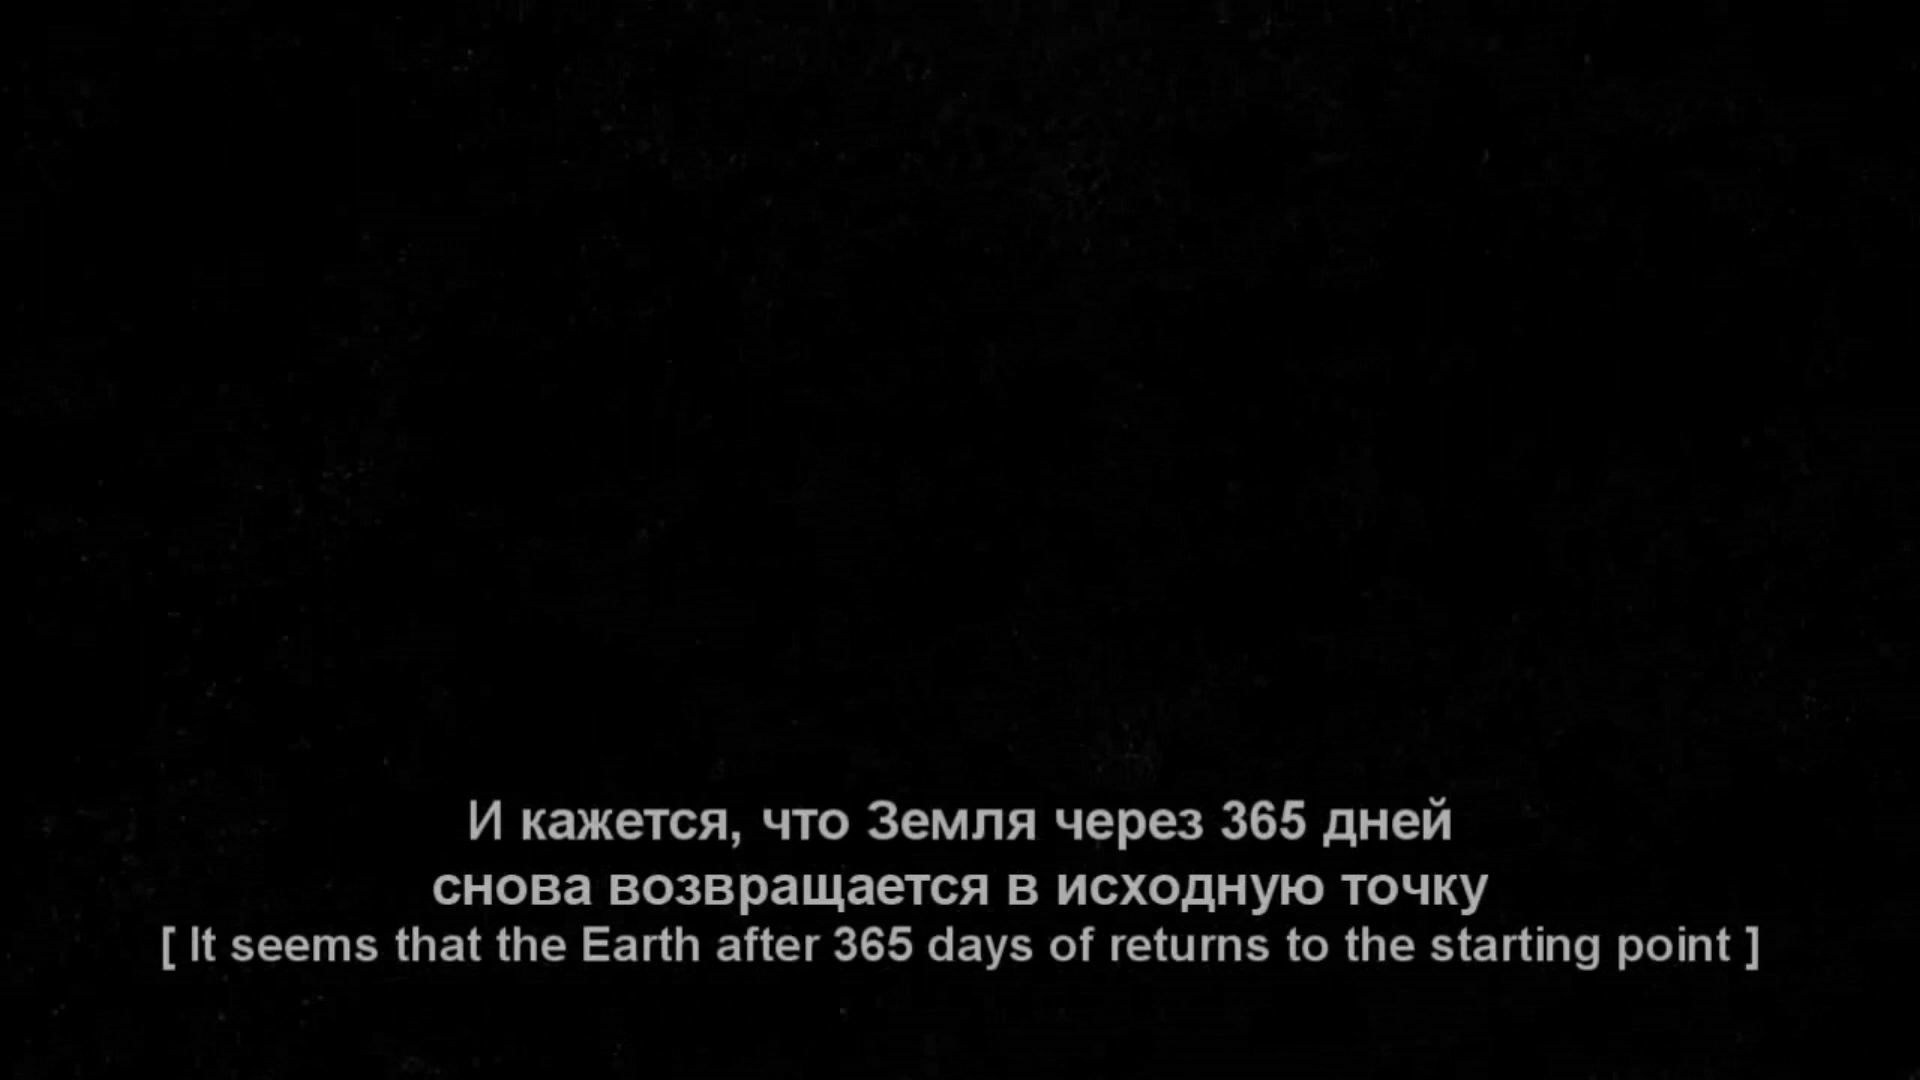 И кажется, что Земля через 365 дней
снова возвращается в исходную точку
[ It seems that the Earth after 365 days of returns to the starting point ]